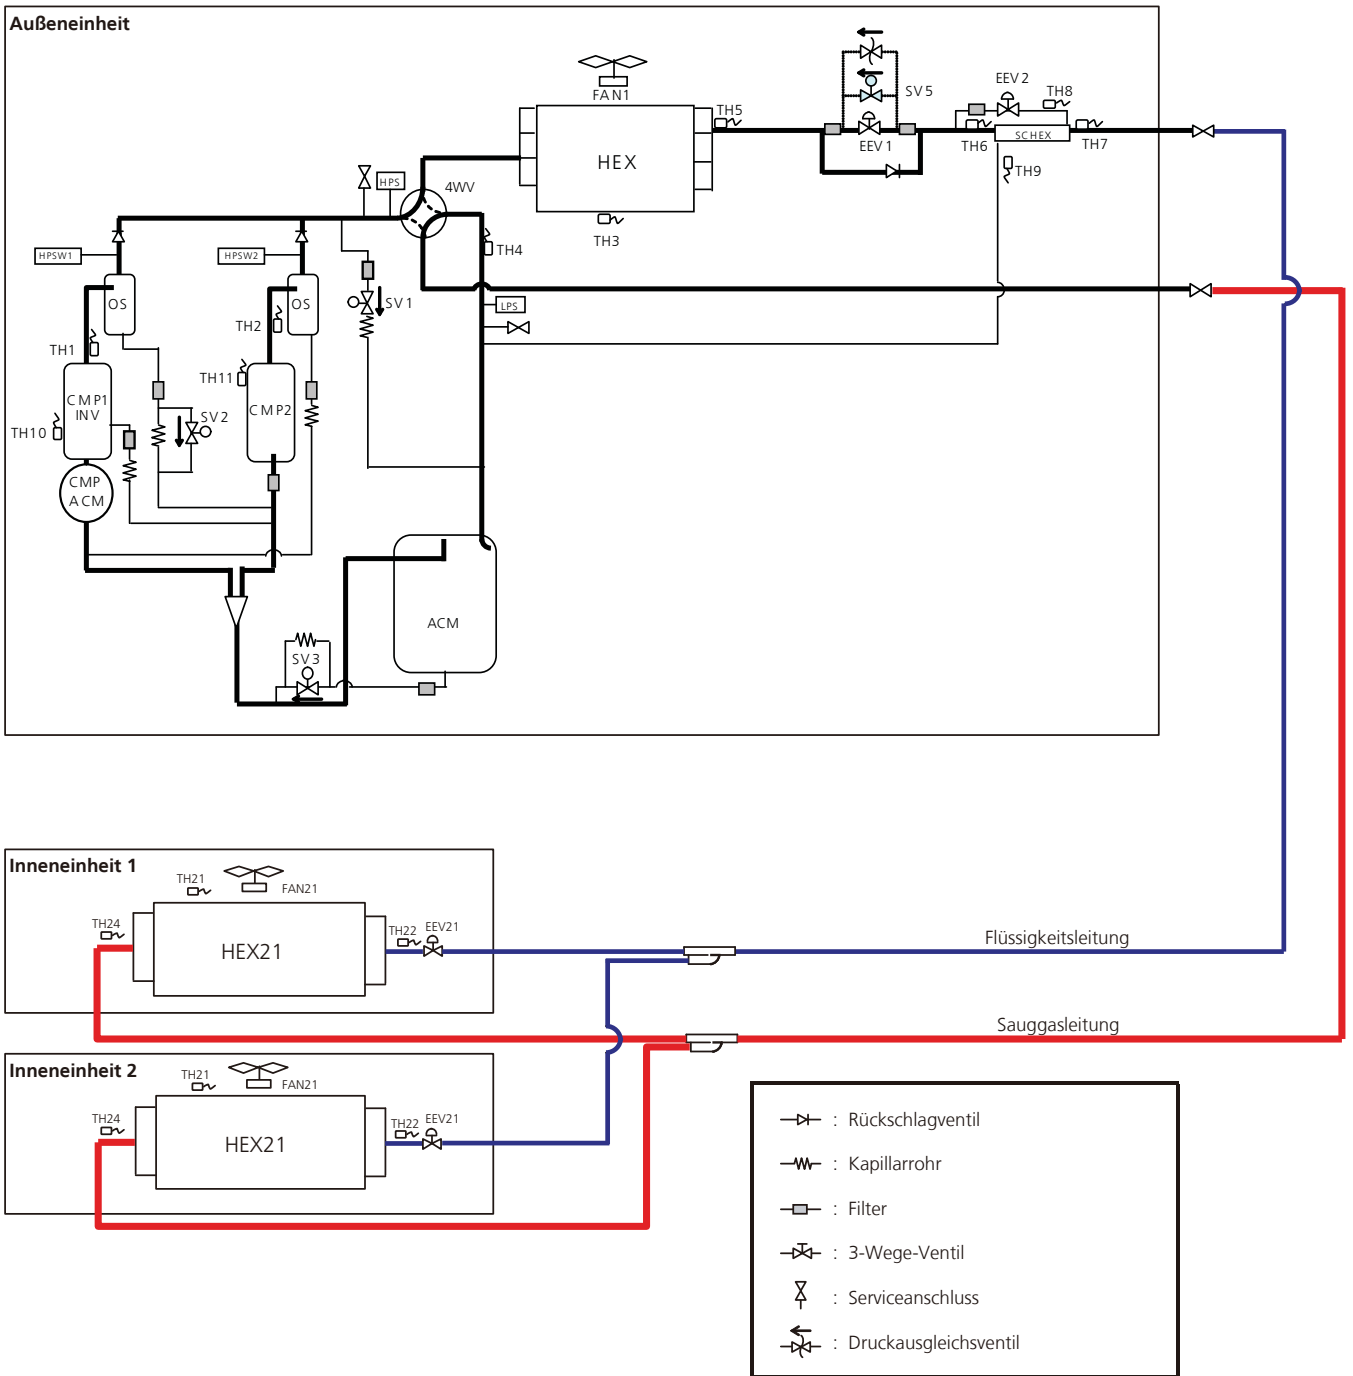 Außeneinheit
FAN1
HEX
TH3
TH5
SV5
EEV1
EEV2
TH8
TH6
SCHEX
TH7
TH9
HPS
4WV
TH4
HPSW1
HPSW2
OS
OS
SV1
LPS
TH1
TH2
TH11
CMP1
INV
CMP2
SV2
TH10
CMP
ACM
ACM
SV3
Inneneinheit 1
TH21
FAN21
TH24
HEX21
TH22
EEV21
Flüssigkeitsleitung
Sauggasleitung
Inneneinheit 2
TH21
FAN21
TH24
HEX21
TH22
EEV21
: Rückschlagventil
: Kapillarrohr
: Filter
: 3-Wege-Ventil
: Serviceanschluss
: Druckausgleichsventil